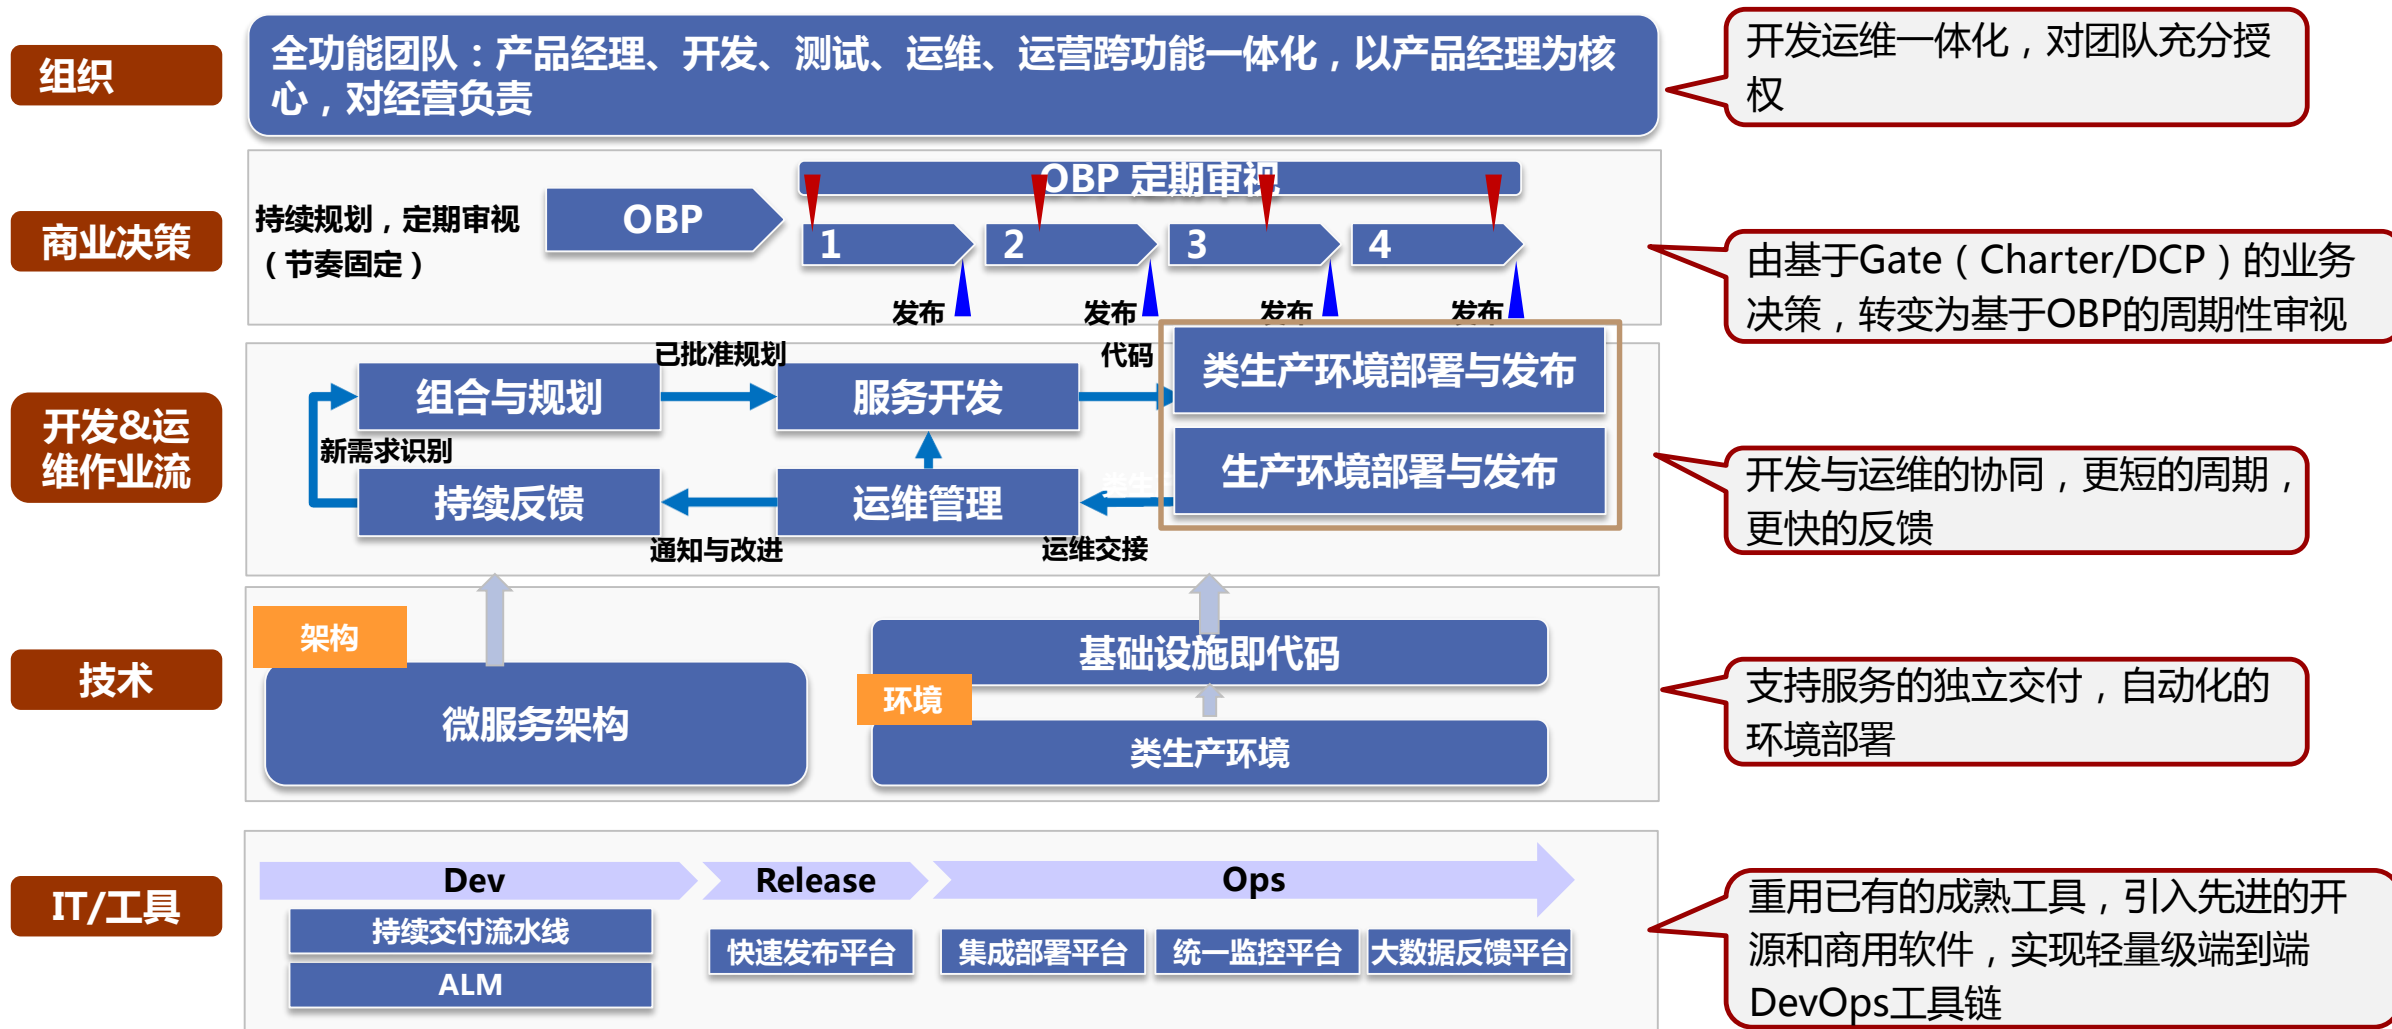 组织
全功能团队：产品经理、开发、测试、运维、运营跨功能一体化，以产品经理为核
心，对经营负责
开发运维一体化，对团队充分授
权
商业决策
持续规划，定期审视
（节奏固定）
OBP
OBP 定期审视
1
2
3
4
发布
发布
发布
发布
由基于Gate（Charter/DCP）的业务
决策，转变为基于OBP的周期性审视
开发&运
维作业流
组合与规划
已批准规划
服务开发
代码
类生产环境部署与发布
新需求识别
持续反馈
通知与改进
运维管理
运维交接
生产环境部署与发布
开发与运维的协同，更短的周期，
更快的反馈
技术
架构
微服务架构
基础设施即代码
环境
类生产环境
支持服务的独立交付，自动化的
环境部署
IT/工具
Dev
Release
Ops
持续交付流水线
ALM
快速发布平台
集成部署平台
统一监控平台
大数据反馈平台
重用已有的成熟工具，引入先进的开
源和商用软件，实现轻量级端到端
DevOps工具链